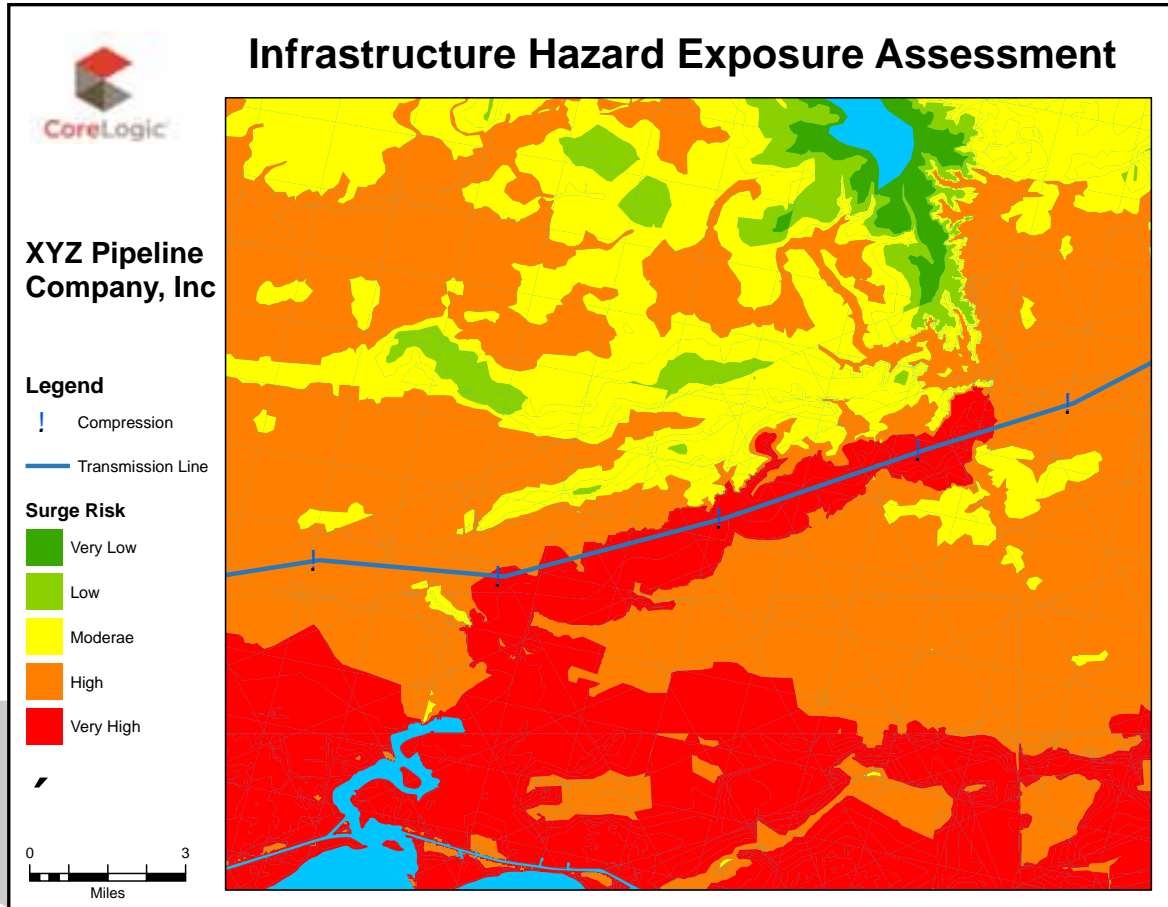 Infrastructure Hazard Exposure Assessment
CoreLogic
XYZ Pipeline
Company, Inc
Legend
! Compression
Transmission Line
Surge Risk
Very Low
Low
Moderae
High
Very High
0 3
Miles